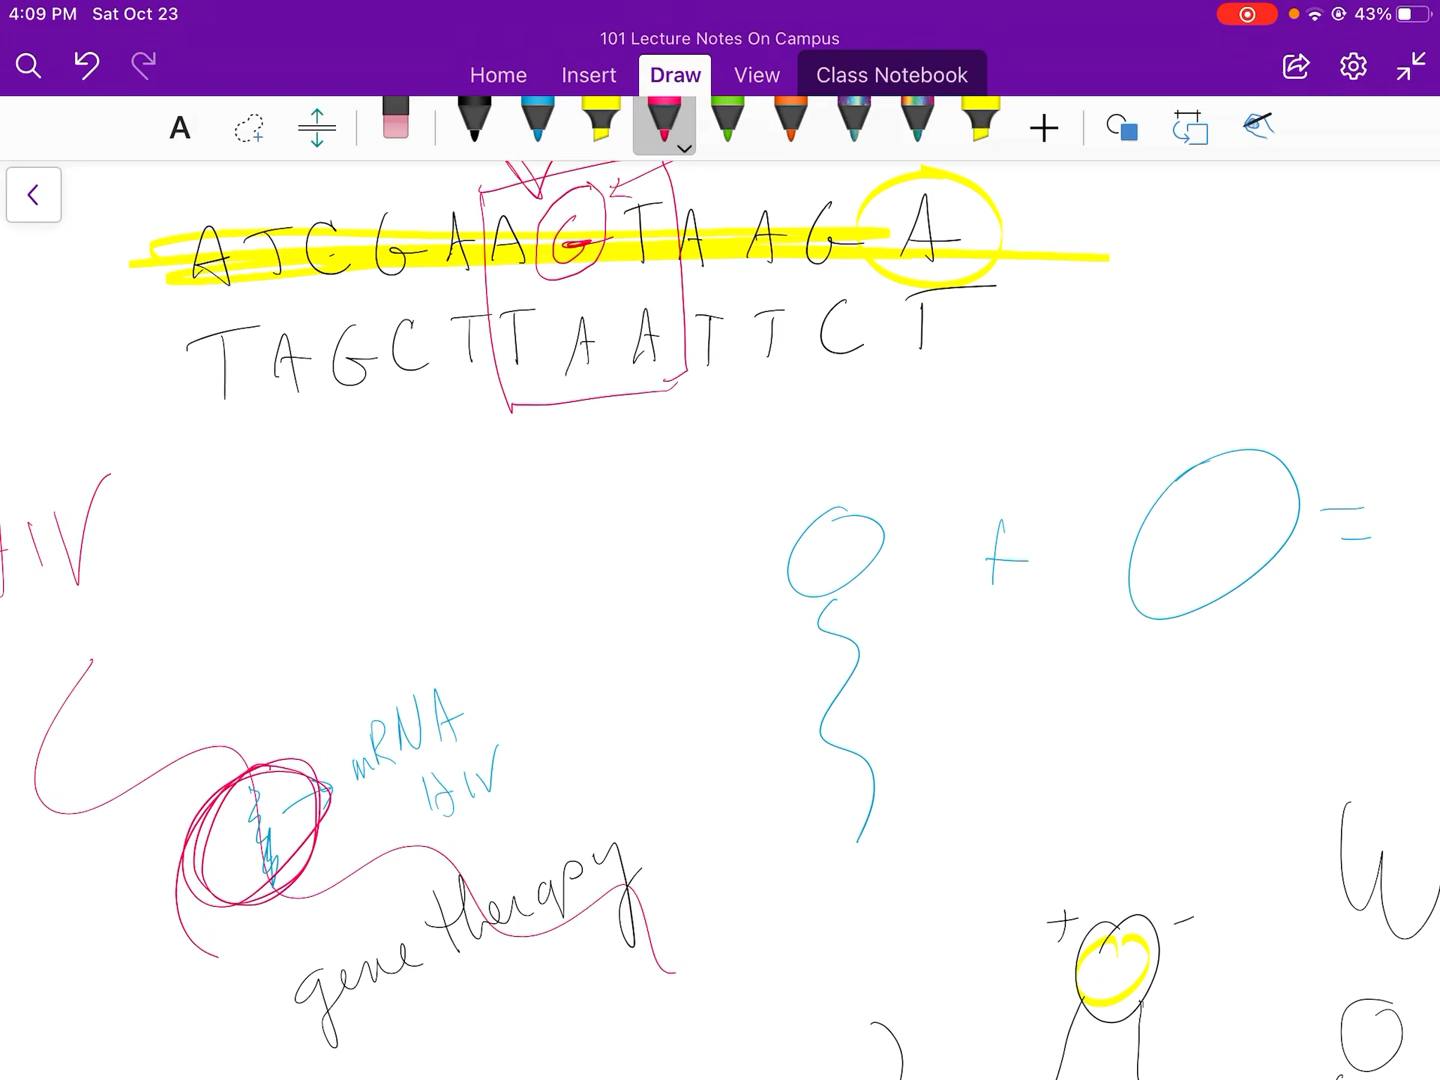 4:09 PM Sat Oct 23
43%
101 Lecture Notes On Campus
Home Insert Draw View Class Notebook
A
ATCGAAGTAAGA
TAGCTTAATTCT
HIV
+ =
mRNA
HIV
gene therapy
+ -